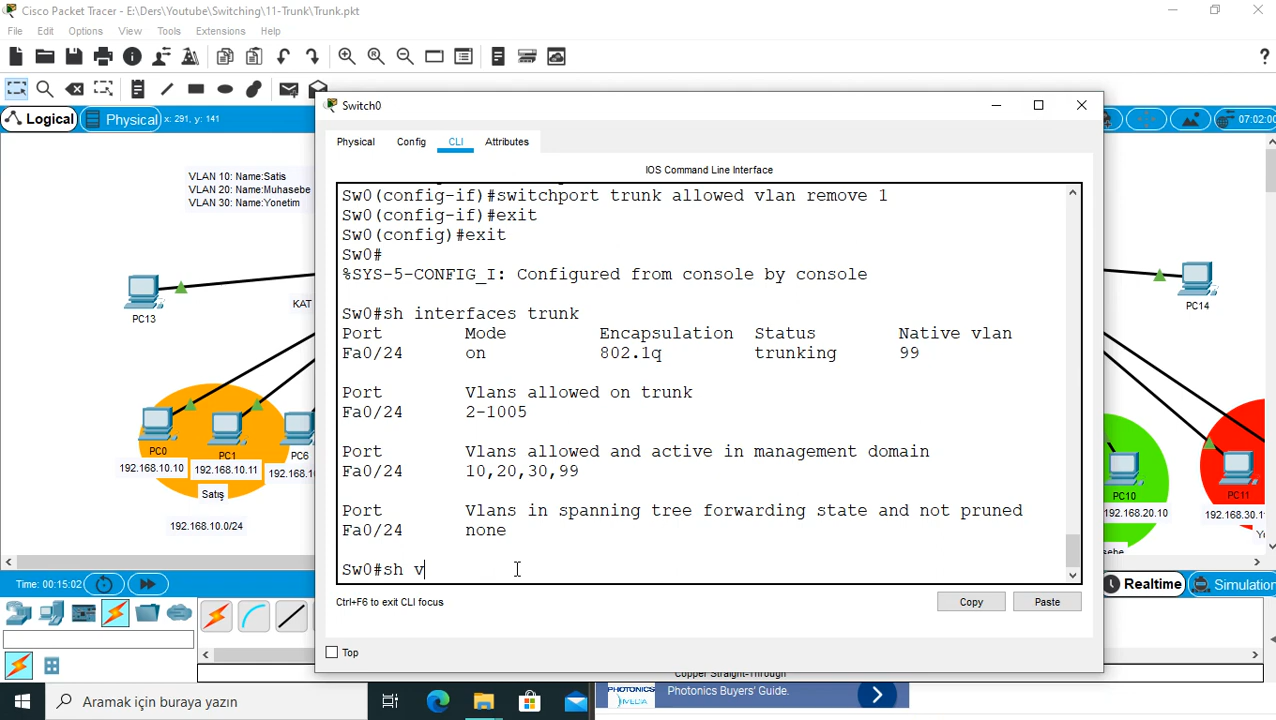 Cisco Packet Tracer - E:\Ders\Youtube\Switching\11-Trunk\Trunk.pkt
File Edit Options View Tools Extensions Help
Logical Physical x: 291, y: 141
07:02:00
VLAN 10: Name:Satis
VLAN 20: Name:Muhasebe
VLAN 30: Name:Yonetim
PC13
KAT
PC0
PC1
PC6
192.168.10.10
192.168.10.11
Satış
192.168.10.0/24
PC14
PC10
PC11
192.168.20.10
Switch0
Physical Config CLI Attributes
IOS Command Line Interface
Sw0(config-if)#switchport trunk allowed vlan remove 1
Sw0(config-if)#exit
Sw0(config)#exit
Sw0#
%SYS-5-CONFIG_I: Configured from console by console
Sw0#sh interfaces trunk
Port Mode Encapsulation Status Native vlan
Fa0/24 on 802.1q trunking 99
Port Vlans allowed on trunk
Fa0/24 2-1005
Port Vlans allowed and active in management domain
Fa0/24 10,20,30,99
Port Vlans in spanning tree forwarding state and not pruned
Fa0/24 none
Sw0#sh v
Ctrl+F6 to exit CLI focus
Copy Paste
Top
Time: 00:15:02
Realtime Simulation
Copper Straight-Through
Aramak için buraya yazın
PHOTONICS MEDIA
Photonics Buyers' Guide.